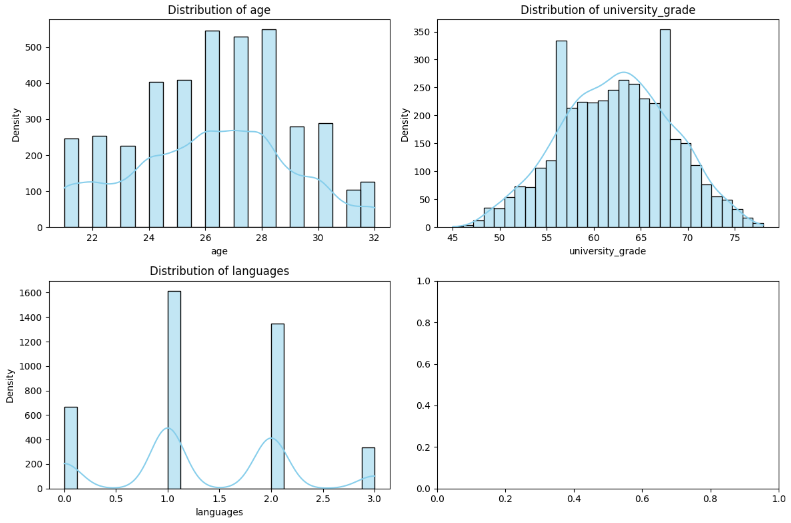 Distribution of age
Density
500
400
300
200
100
0
22 24 26 28 30 32
age
Distribution of university_grade
Density
350
300
250
200
150
100
50
0
45 50 55 60 65 70 75
university_grade
Distribution of languages
Density
1600
1400
1200
1000
800
600
400
200
0
0.0 0.5 1.0 1.5 2.0 2.5 3.0
languages
1.0
0.8
0.6
0.4
0.2
0.0
0.0 0.2 0.4 0.6 0.8 1.0